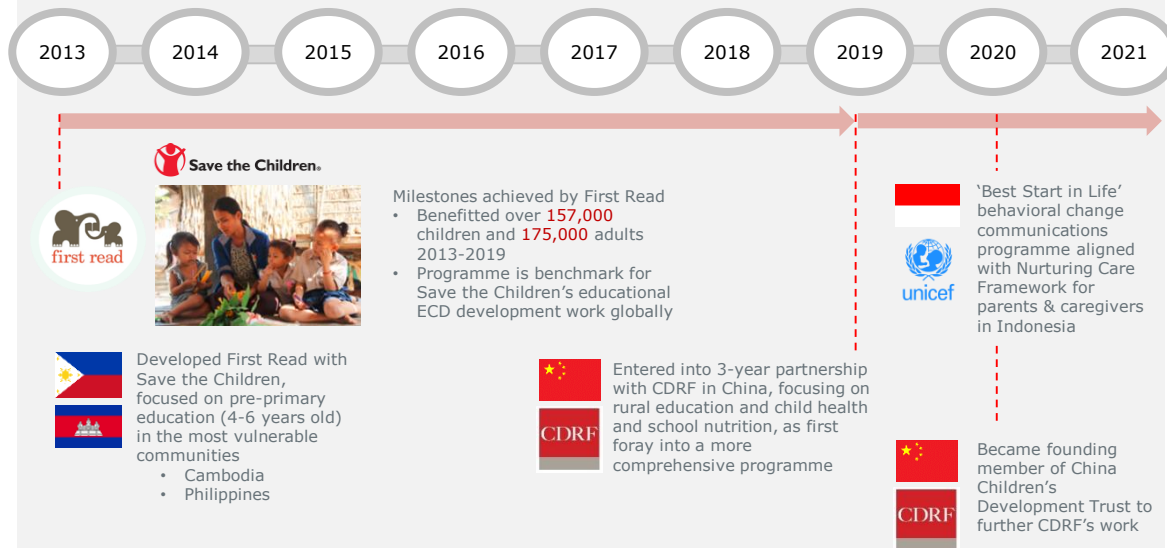 2013
2014
2015
2016
2017
2018
2019
2020
2021
Save the Children®
first read
Milestones achieved by First Read
• Benefitted over 157,000
children and 175,000 adults
2013-2019
• Programme is benchmark for
Save the Children’s educational
ECD development work globally
Developed First Read with
Save the Children,
focused on pre-primary
education (4-6 years old)
in the most vulnerable
communities
• Cambodia
• Philippines
CDRF
Entered into 3-year partnership
with CDRF in China, focusing on
rural education and child health
and school nutrition, as first
foray into a more
comprehensive programme
unicef
‘Best Start in Life’
behavioral change
communications
programme aligned
with Nurturing Care
Framework for
parents & caregivers
in Indonesia
CDRF
Became founding
member of China
Children’s
Development Trust to
further CDRF’s work